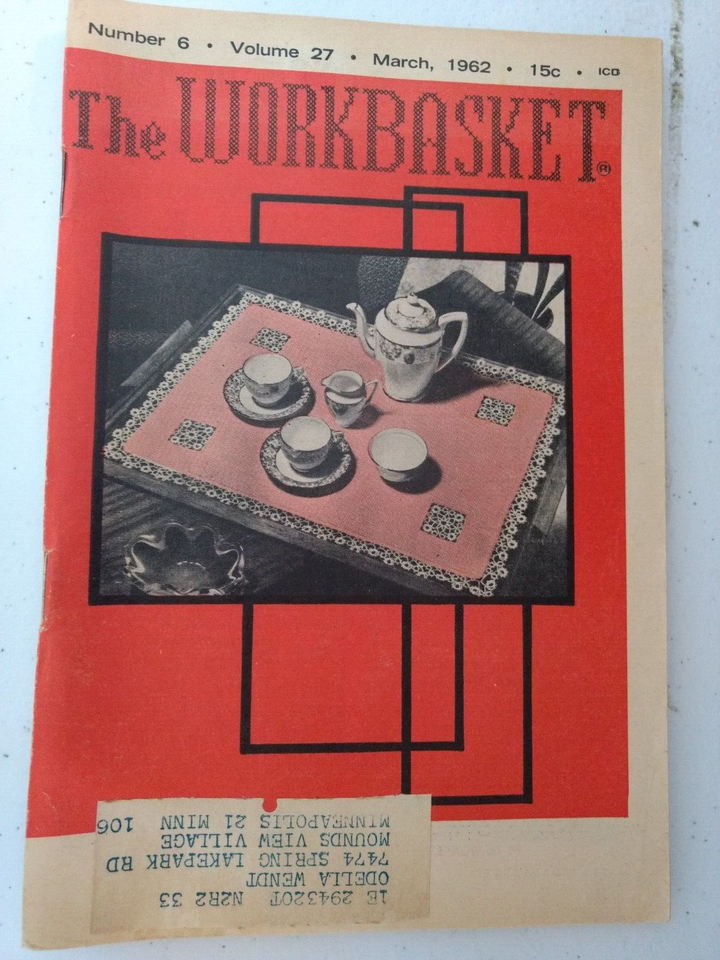 Number 6 • Volume 27 • March, 1962 • 15c • ICD
The WORKBASKET®
1E 294320T N2R2 33
ODELLA WENDT
7474 SPRING LAKEPARK RD
MOUNDS VIEW VILLAGE
MINNEAPOLIS 21 MINN 106